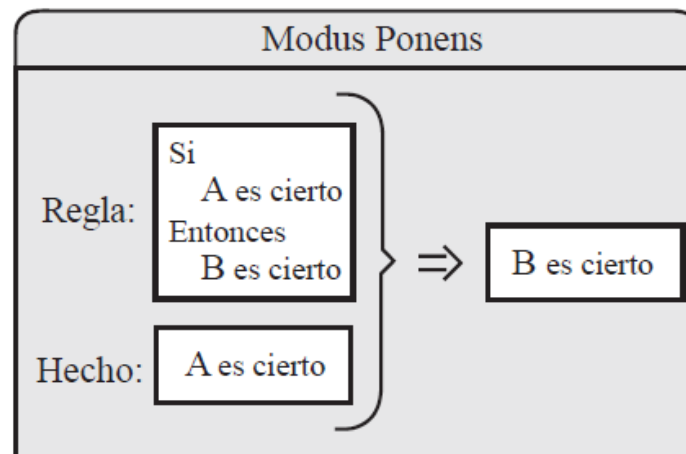 Modus Ponens
Regla:
Si
A es cierto
Entonces
B es cierto
Hecho:
A es cierto
⇒
B es cierto